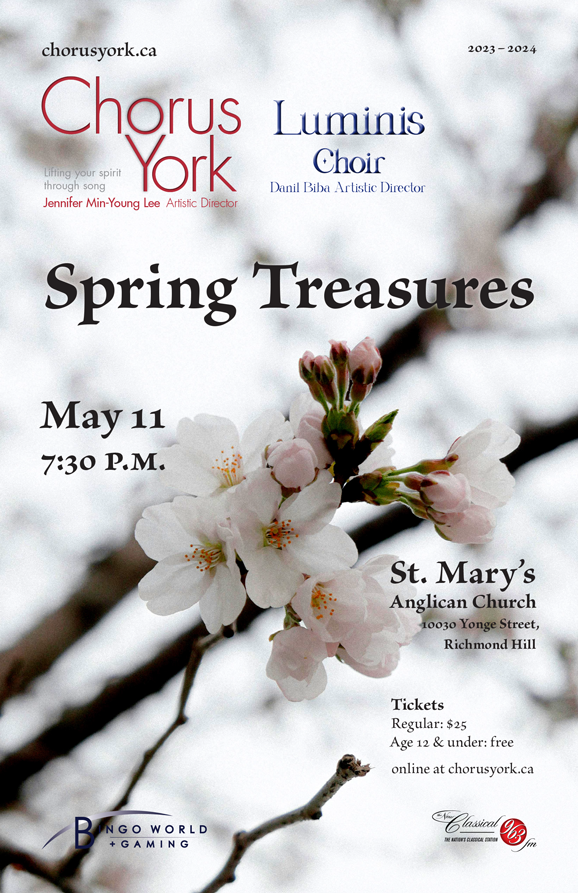 chorusyork.ca
2023 – 2024
Chorus
York
Lifting your spirit
through song
Jennifer Min-Young Lee Artistic Director
Luminis
Choir
Danil Biba Artistic Director
Spring Treasures
May 11
7:30 P.M.
St. Mary's
Anglican Church
10030 Yonge Street,
Richmond Hill
Tickets
Regular: $25
Age 12 & under: free
online at chorusyork.ca
BINGO WORLD
+GAMING
The New
Classical 963 fm
THE NATION'S CLASSICAL STATION